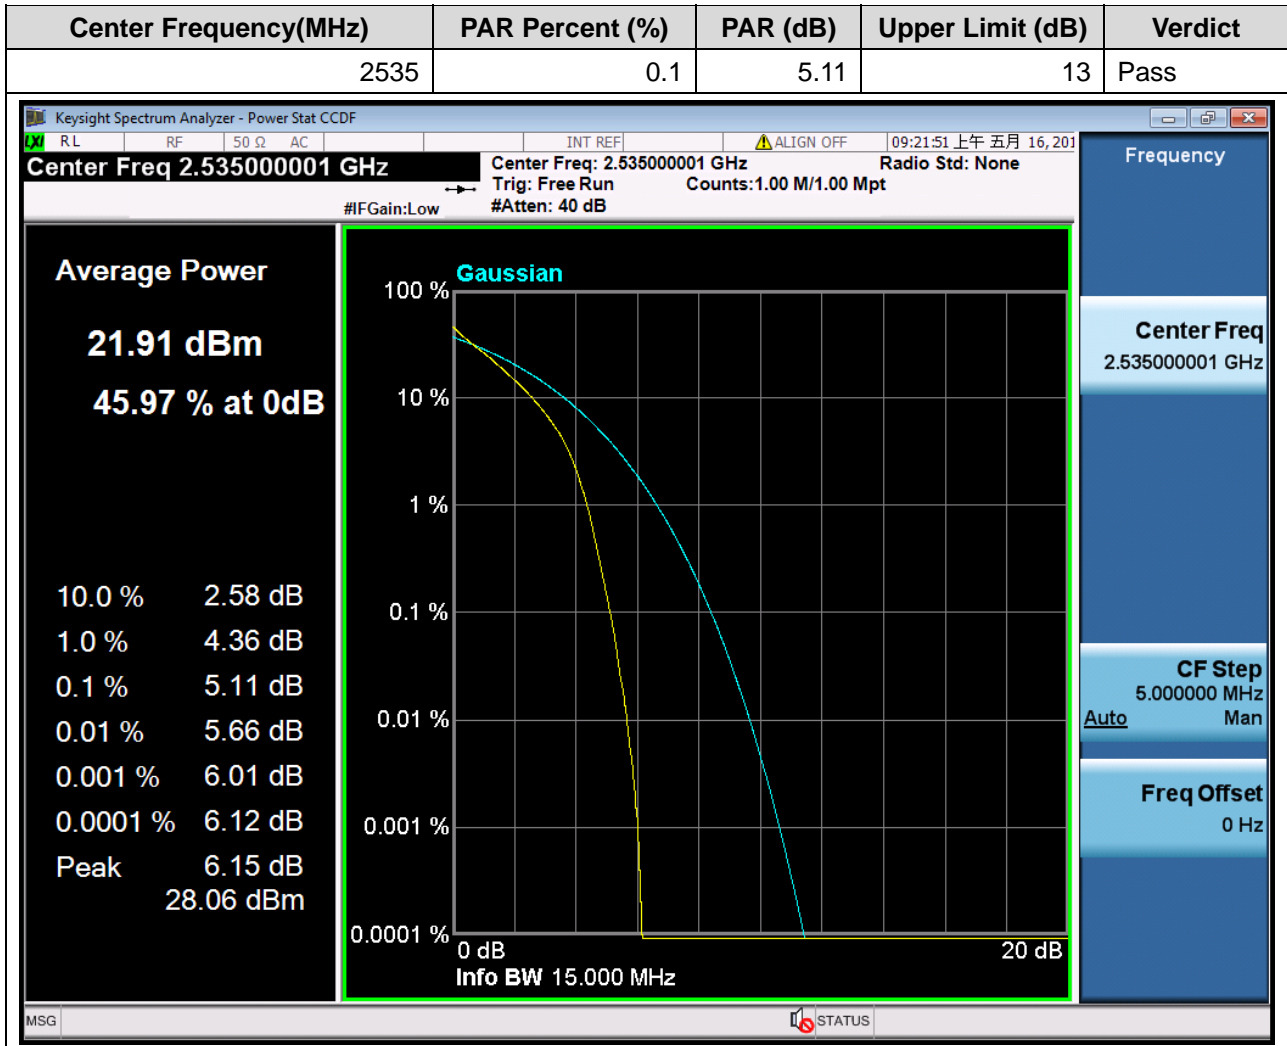 Center Frequency(MHz) PAR Percent (%) PAR (dB) Upper Limit (dB) Verdict
2535 0.1 5.11 13 Pass
Keysight Spectrum Analyzer - Power Stat CCDF
LXI RL RF 50 Ω AC INT REF ALIGN OFF 09:21:51 上午 五月 16, 201
Center Freq 2.535000001 GHz
#IFGain:Low
Center Freq: 2.535000001 GHz Radio Std: None
Trig: Free Run Counts:1.00 M/1.00 Mpt
#Atten: 40 dB
Average Power
21.91 dBm
45.97 % at 0dB
10.0 % 2.58 dB
1.0 % 4.36 dB
0.1 % 5.11 dB
0.01 % 5.66 dB
0.001 % 6.01 dB
0.0001 % 6.12 dB
Peak 6.15 dB
28.06 dBm
Gaussian
100 %
10 %
1 %
0.1 %
0.01 %
0.001 %
0.0001 %
0 dB 20 dB
Info BW 15.000 MHz
Frequency
Center Freq
2.535000001 GHz
CF Step
5.000000 MHz
Auto Man
Freq Offset
0 Hz
MSG STATUS